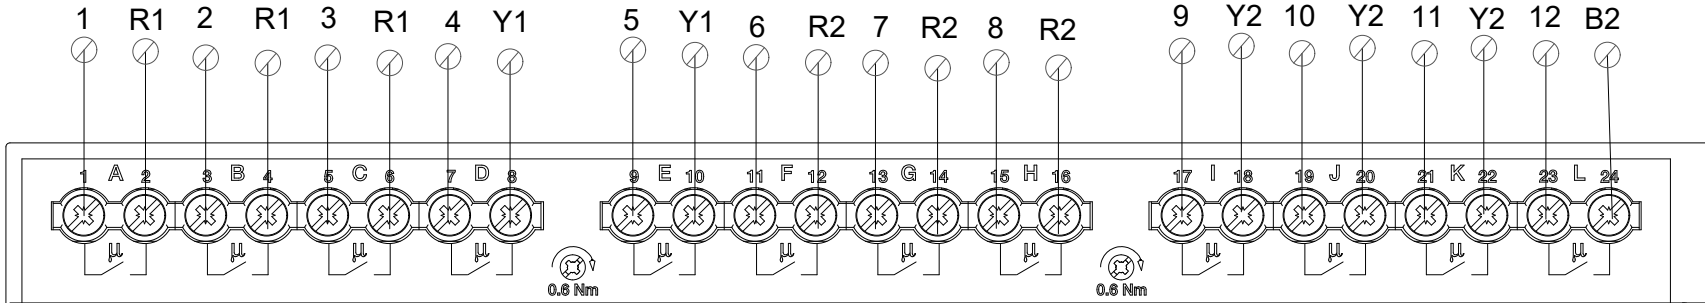 1 R1 2 R1 3 R1 4 Y1 5 Y1 6 R2 7 R2 8 R2 9 Y2 10 Y2 11 Y2 12 B2
1 A 2 3 B 4 5 C 6 7 D 8 9 E 10 11 F 12 13 G 14 15 H 16 17 I 18 19 J 20 21 K 22 23 L 24
μ μ μ μ μ μ μ μ μ μ μ μ
0.6 Nm 0.6 Nm